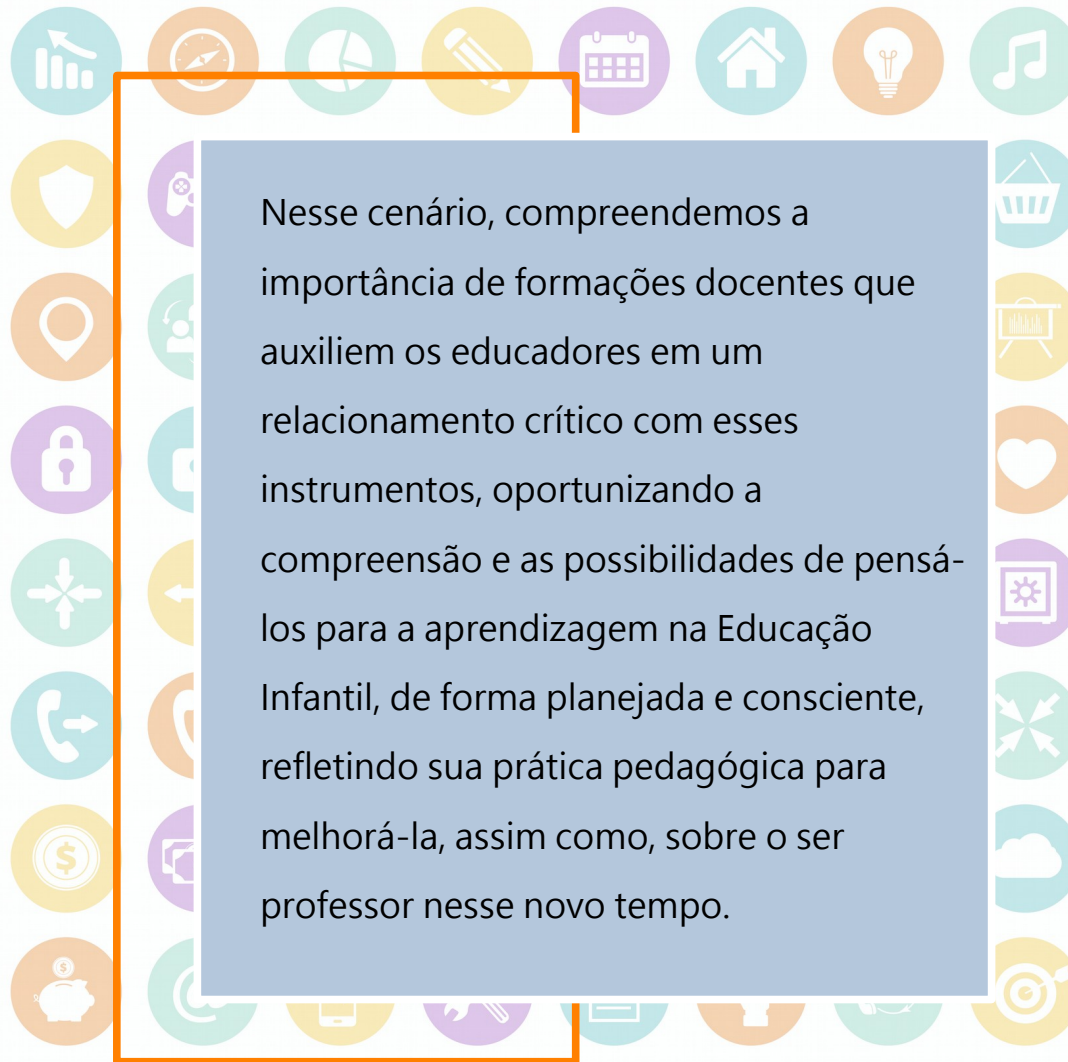 Nesse cenário, compreendemos a
importância de formações docentes que
auxiliem os educadores em um
relacionamento crítico com esses
instrumentos, oportunizando a
compreensão e as possibilidades de pensá-
los para a aprendizagem na Educação
Infantil, de forma planejada e consciente,
refletindo sua prática pedagógica para
melhorá-la, assim como, sobre o ser
professor nesse novo tempo.